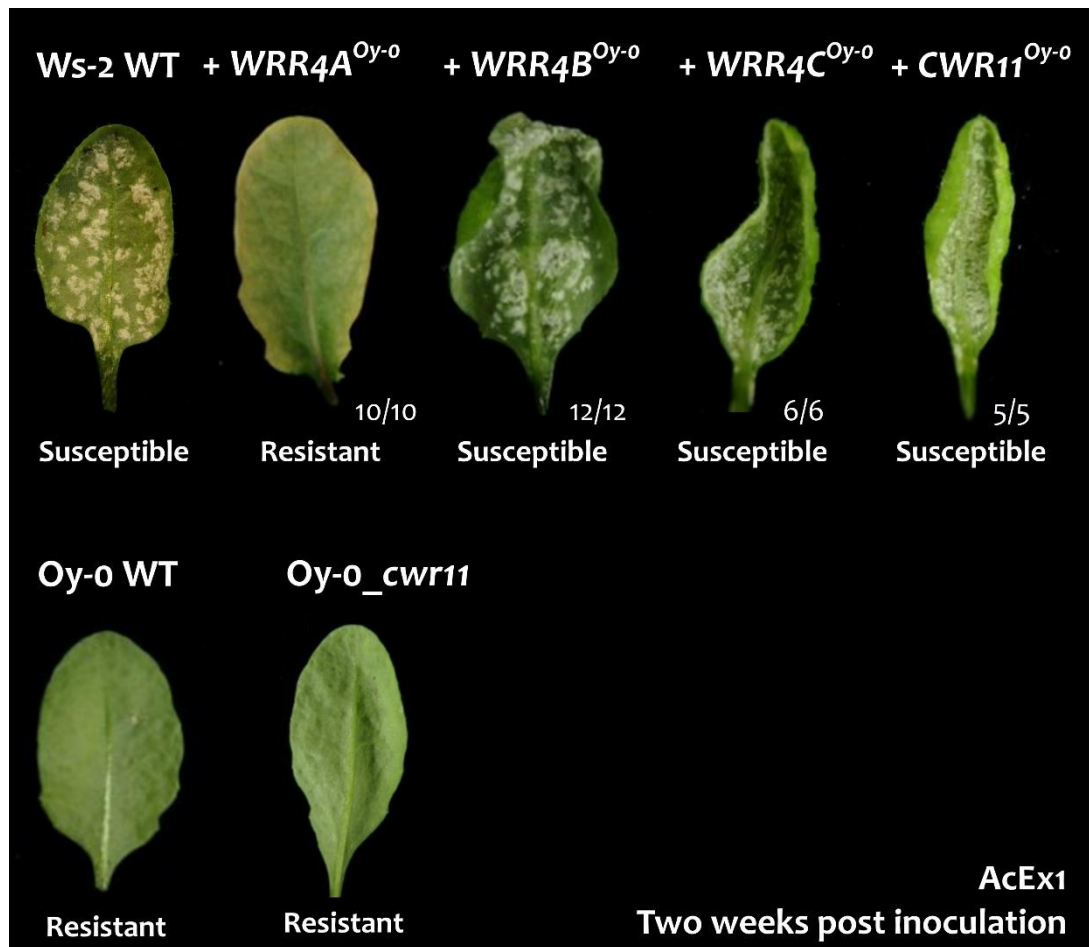 Ws-2 WT + WRR4A^Oy-0 + WRR4B^Oy-0 + WRR4C^Oy-0 + CWR11^Oy-0
10/10 12/12 6/6 5/5
Susceptible Resistant Susceptible Susceptible Susceptible
Oy-0 WT Oy-0_cwr11
Resistant Resistant
AcEx1
Two weeks post inoculation